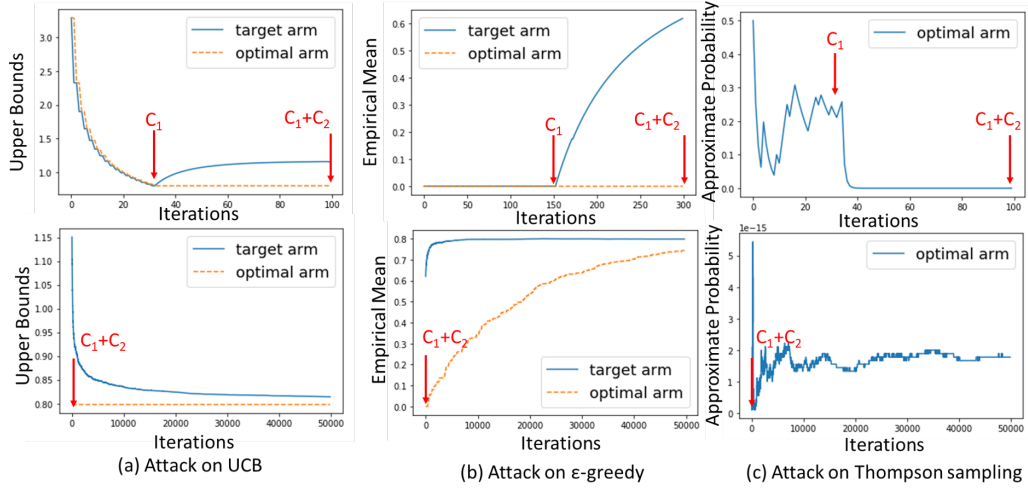 Upper Bounds
3.0
2.5
2.0
1.5
1.0
target arm
optimal arm
C1
C1+C2
0
20
40
60
80
100
Iterations
Empirical Mean
0.6
0.5
0.4
0.3
0.2
0.1
0.0
target arm
optimal arm
C1
C1+C2
0
50
100
150
200
250
300
Iterations
Approximate Probability
0.5
0.4
0.3
0.2
0.1
0.0
optimal arm
C1
C1+C2
0
20
40
60
80
100
Iterations
Upper Bounds
1.15
1.10
1.05
1.00
0.95
0.90
0.85
0.80
target arm
optimal arm
C1+C2
0
10000
20000
30000
40000
50000
Iterations
(a) Attack on UCB
Empirical Mean
0.8
0.7
0.6
0.5
0.4
0.3
0.2
0.1
0.0
C1+C2
target arm
optimal arm
0
10000
20000
30000
40000
50000
Iterations
(b) Attack on ε-greedy
Approximate Probability
1e-15
5
4
3
2
1
0
optimal arm
C1+C2
0
10000
20000
30000
40000
50000
Iterations
(c) Attack on Thompson sampling